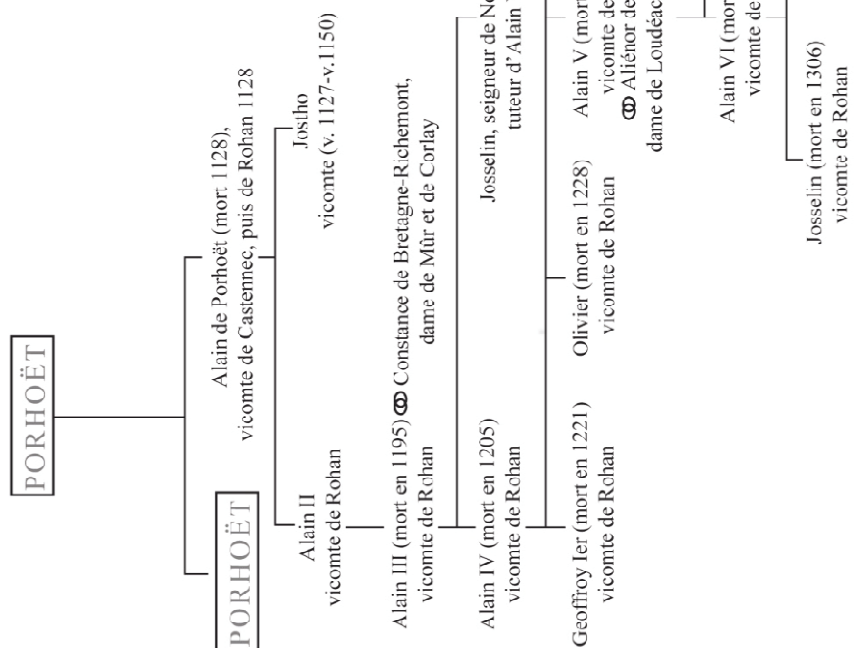 PORHOËT
PORHOËT
Alain de Porhoët (mort 1128),
vicomte de Castennec, puis de Rohan 1128
Alain II
vicomte de Rohan
Jostho
vicomte (v. 1127-v.1150)
Alain III (mort en 1195) Constance de Bretagne-Richemont,
vicomte de Rohan dame de Mûr et de Corlay
Alain IV (mort en 1205)
vicomte de Rohan
Josselin, seigneur de
tuteur d'Alain
Geoffroy Ier (mort en 1221)
vicomte de Rohan
Olivier (mort en 1228)
vicomte de Rohan
Alain V (mort
vicomte de
Aliénor de
dame de Loudéac
Alain VI (mort
vicomte de
Josselin (mort en 1306)
vicomte de Rohan